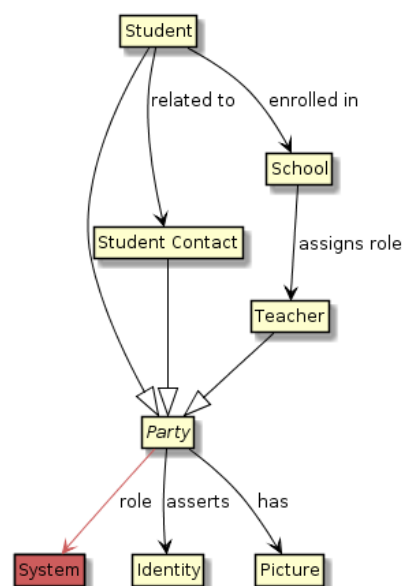 Student
related to
enrolled in
School
Student Contact
assigns role
Teacher
Party
role
asserts
has
System
Identity
Picture